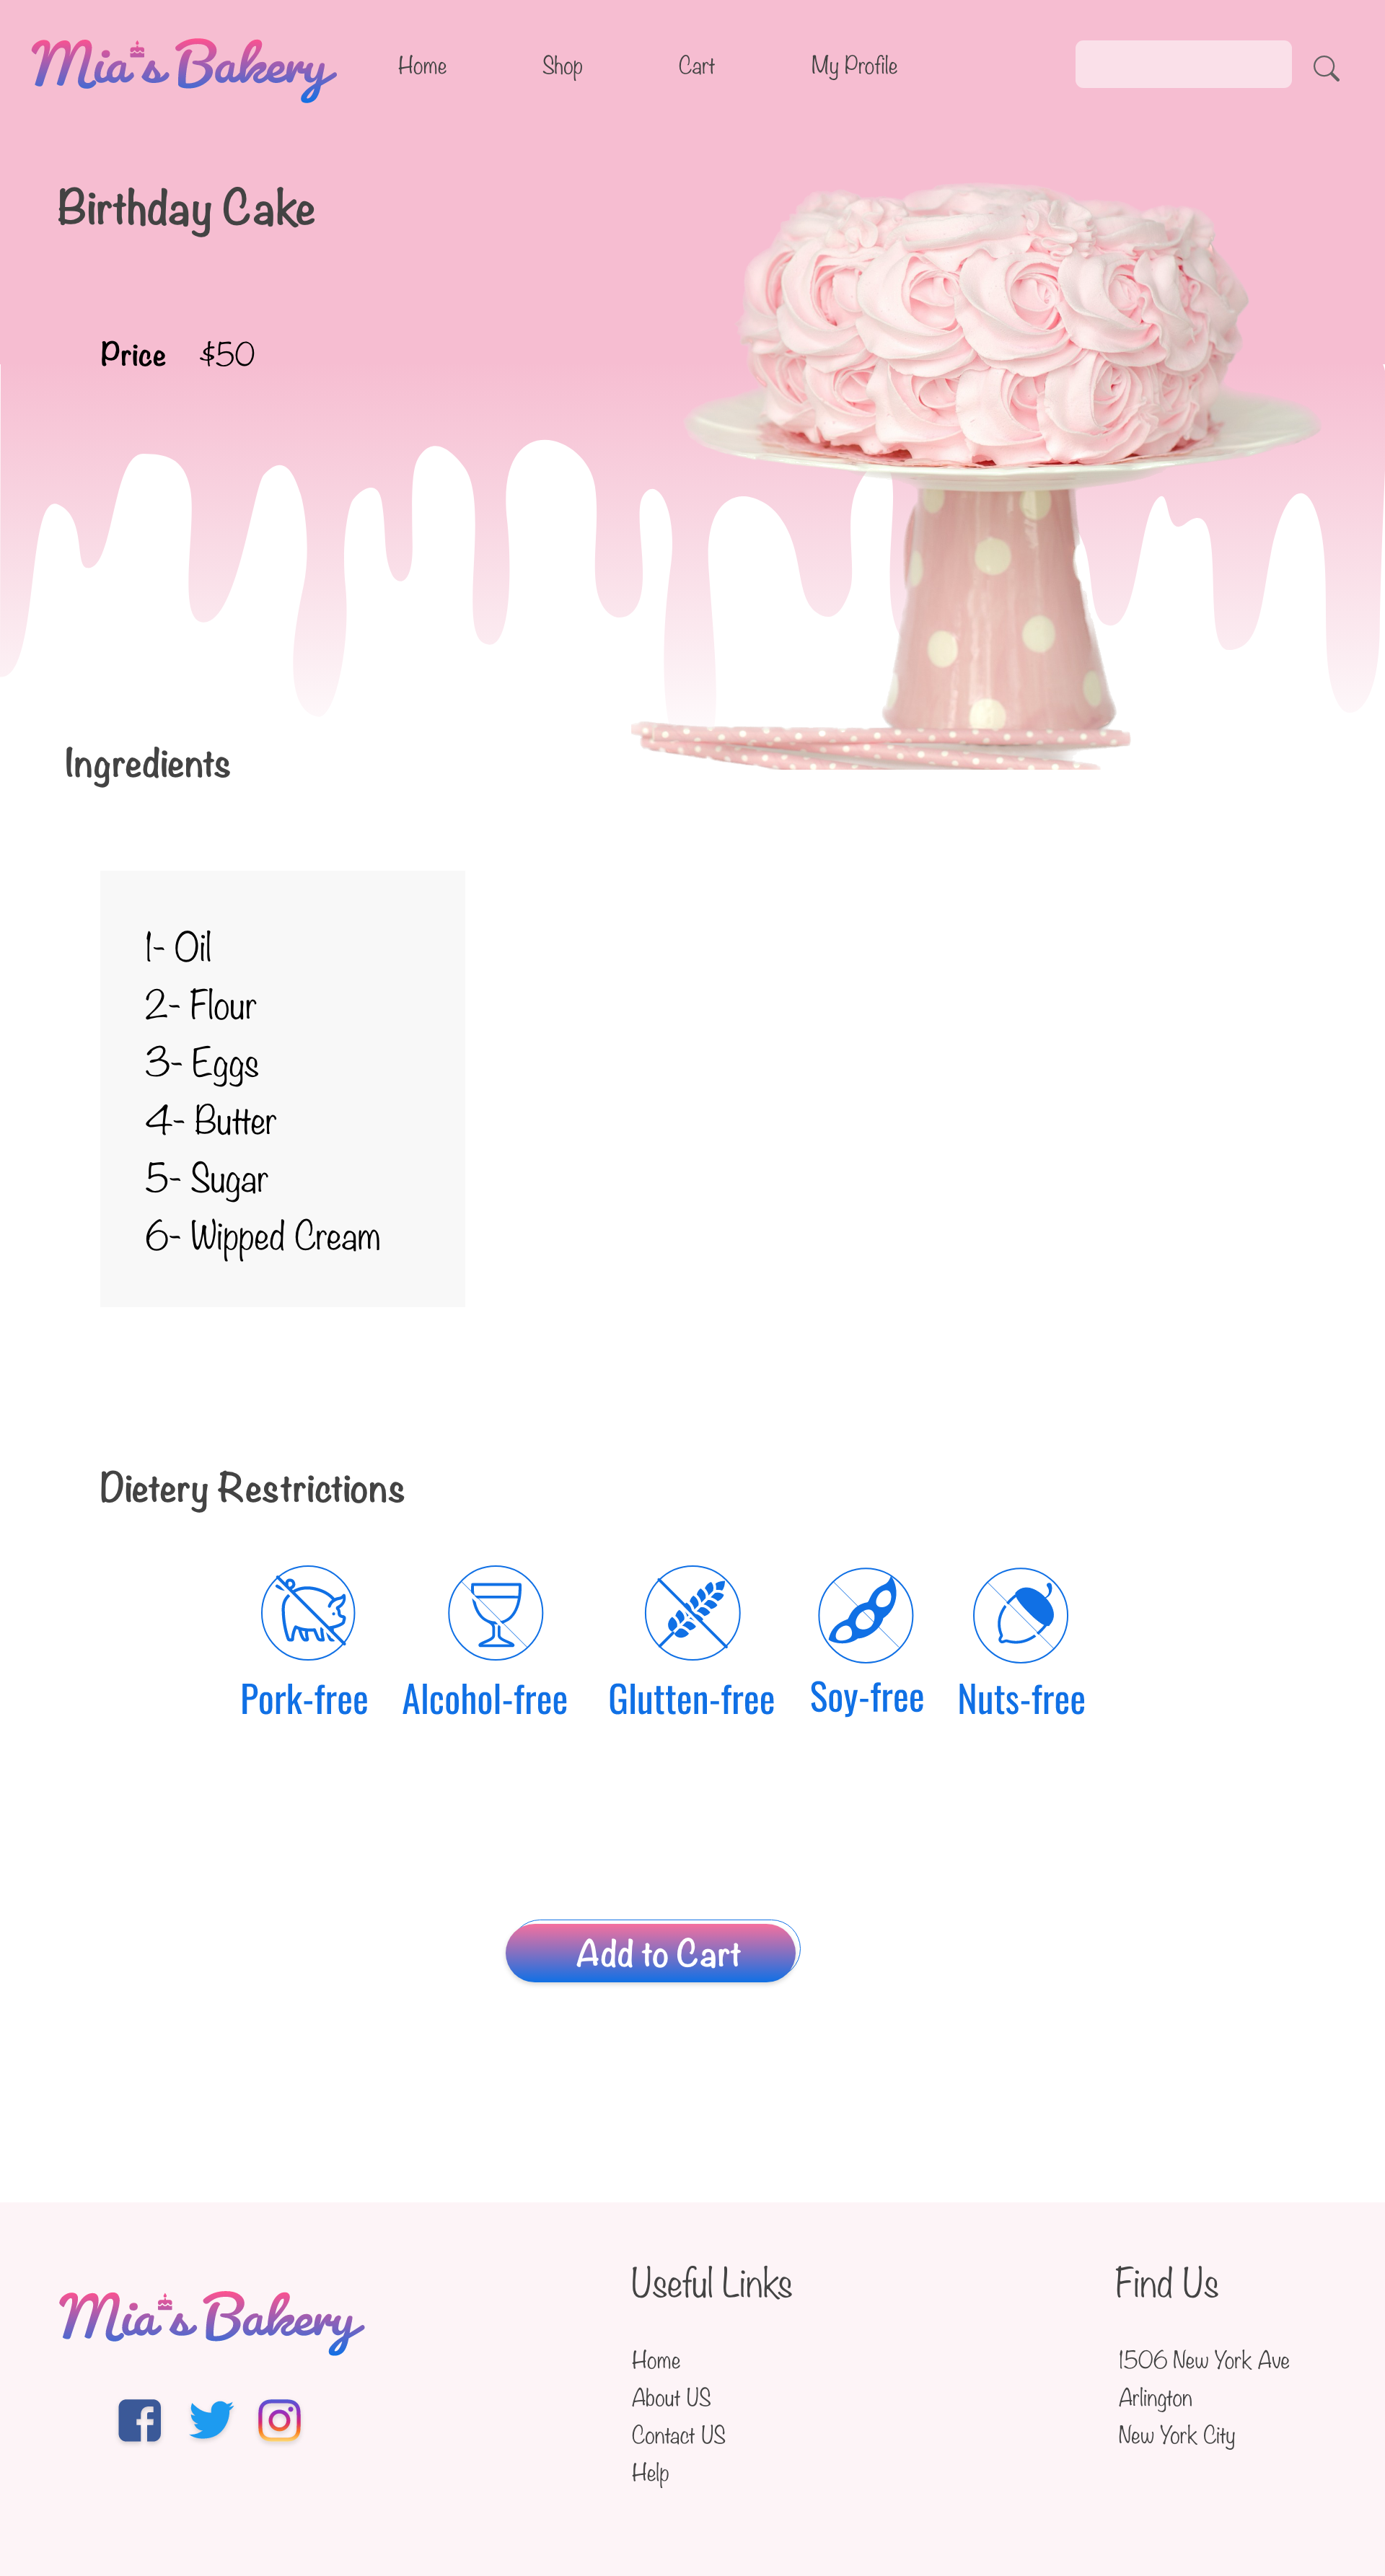 Mia's Bakery
Home
Shop
Cart
My Profile
Birthday Cake
Price $50
Ingredients
1- Oil
2- Flour
3- Eggs
4- Butter
5- Sugar
6- Wipped Cream
Dietery Restrictions
Pork-free
Alcohol-free
Glutten-free
Soy-free
Nuts-free
Add to Cart
Mia's Bakery
Useful Links
Home
About US
Contact US
Help
Find Us
1506 New York Ave
Arlington
New York City